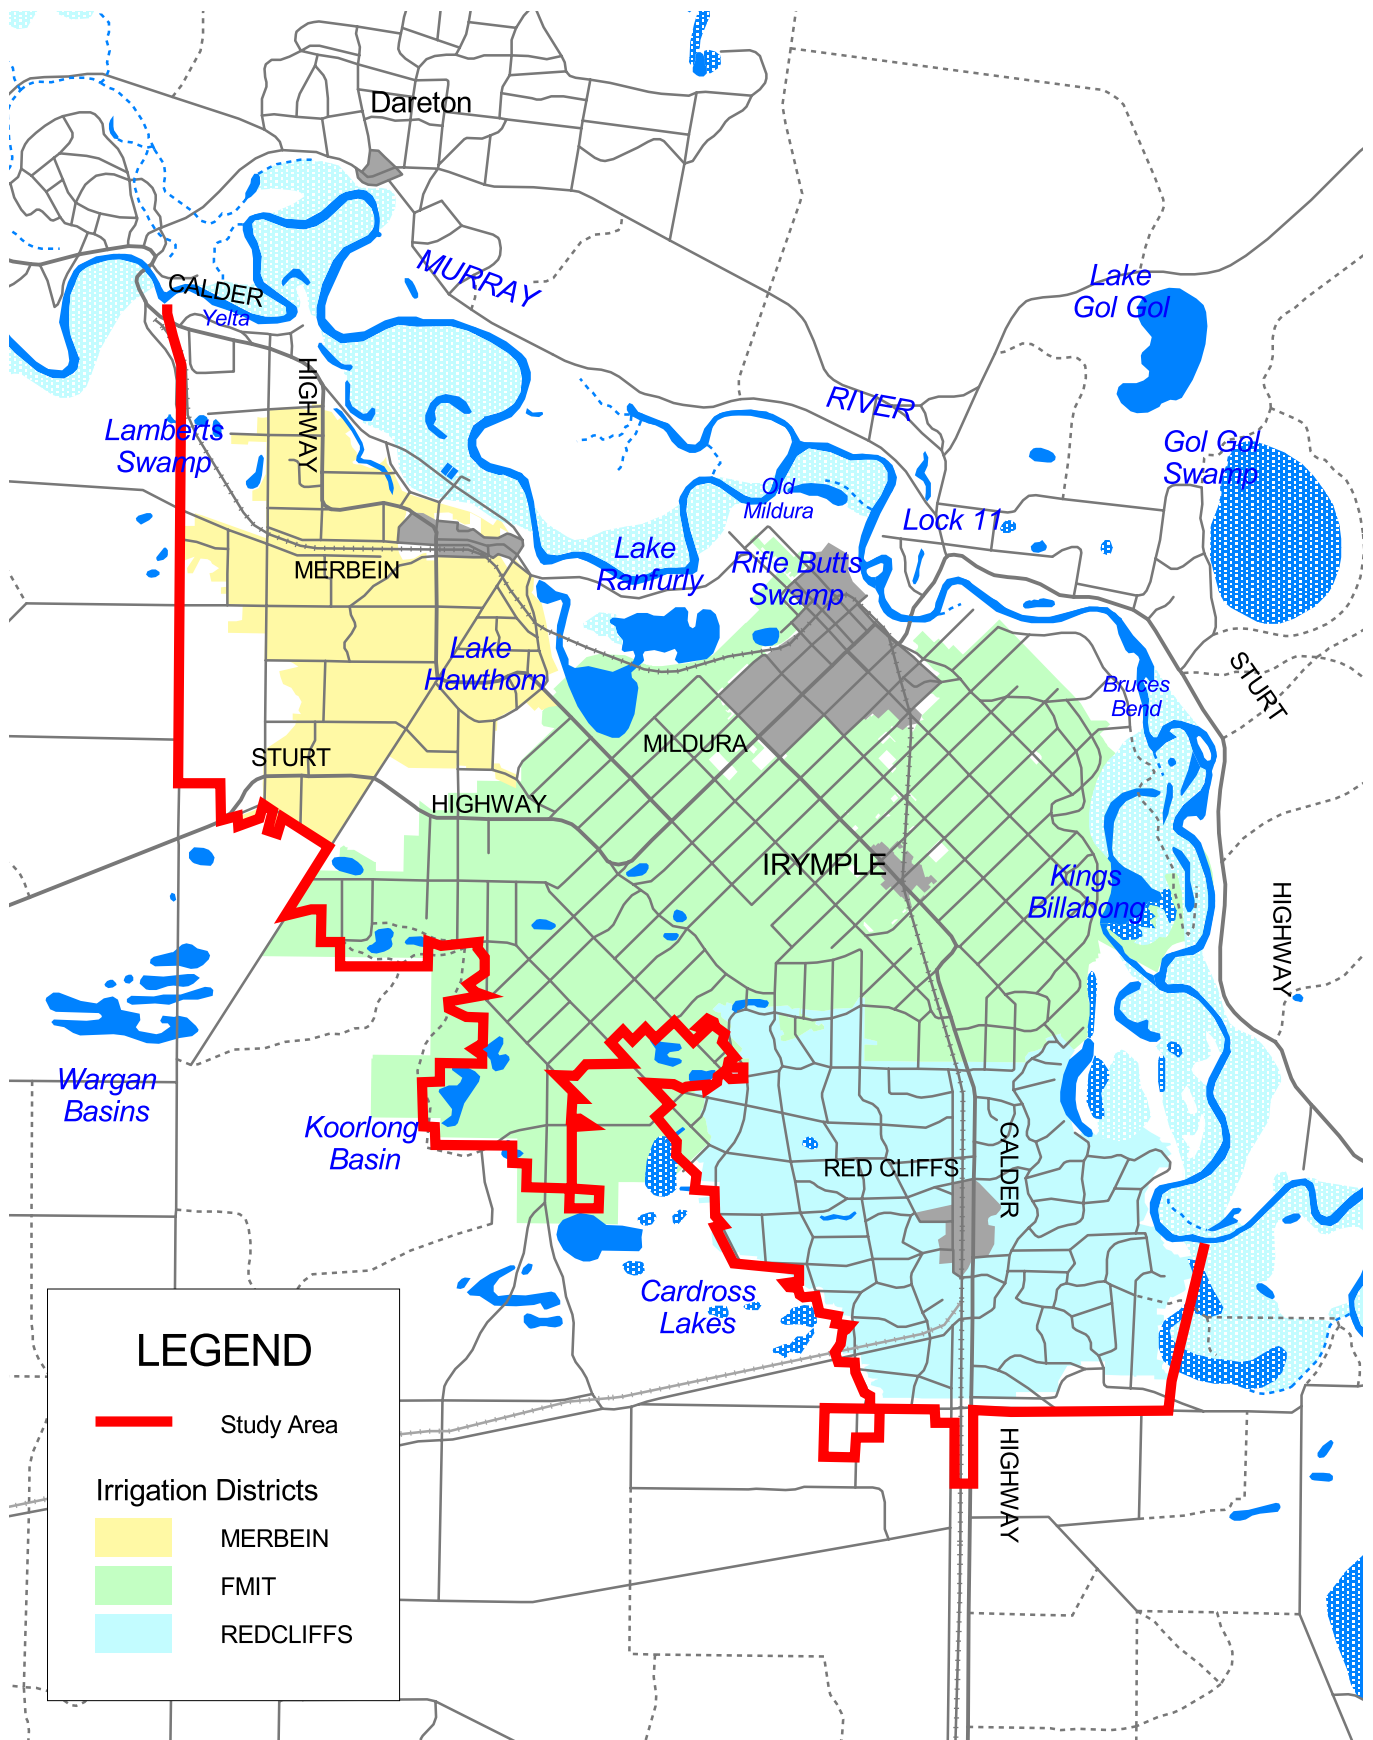 Dareton
MURRAY
Lake
Gol Gol
CALDER
Yelta
HIGHWAY
RIVER
Lamberts
Swamp
Gol Gol
Swamp
Old
Mildura
Lock 11
Lake
Ranfurly
Rifle Butts
Swamp
MERBEIN
Lake
Hawthorn
STURT
Bruces
Bend
MILDURA
STURT
HIGHWAY
IRYMPLE
Kings
Billabong
HIGHWAY
Wargan
Basins
Koorlong
Basin
CALDER
RED CLIFFS
Cardross
Lakes
HIGHWAY
LEGEND
Study Area
Irrigation Districts
MERBEIN
FMIT
REDCLIFFS